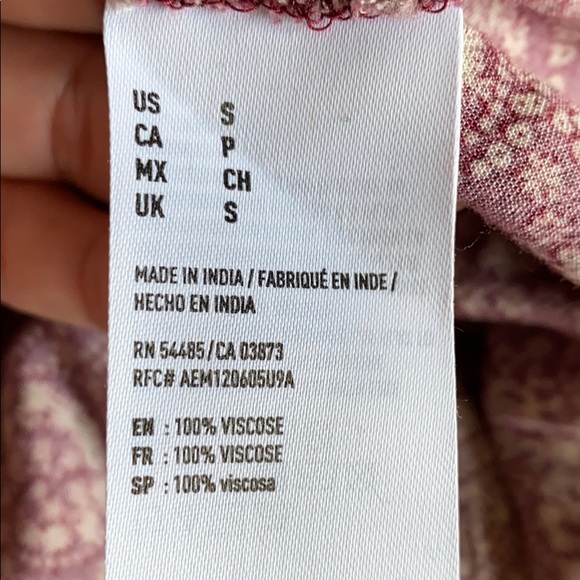 US S
CA P
MX CH
UK S
MADE IN INDIA / FABRIQUÉ EN INDE /
HECHO EN INDIA
RN 54485/CA 03873
RFC# AEM120605U9A
EN : 100% VISCOSE
FR : 100% VISCOSE
SP : 100% viscosa